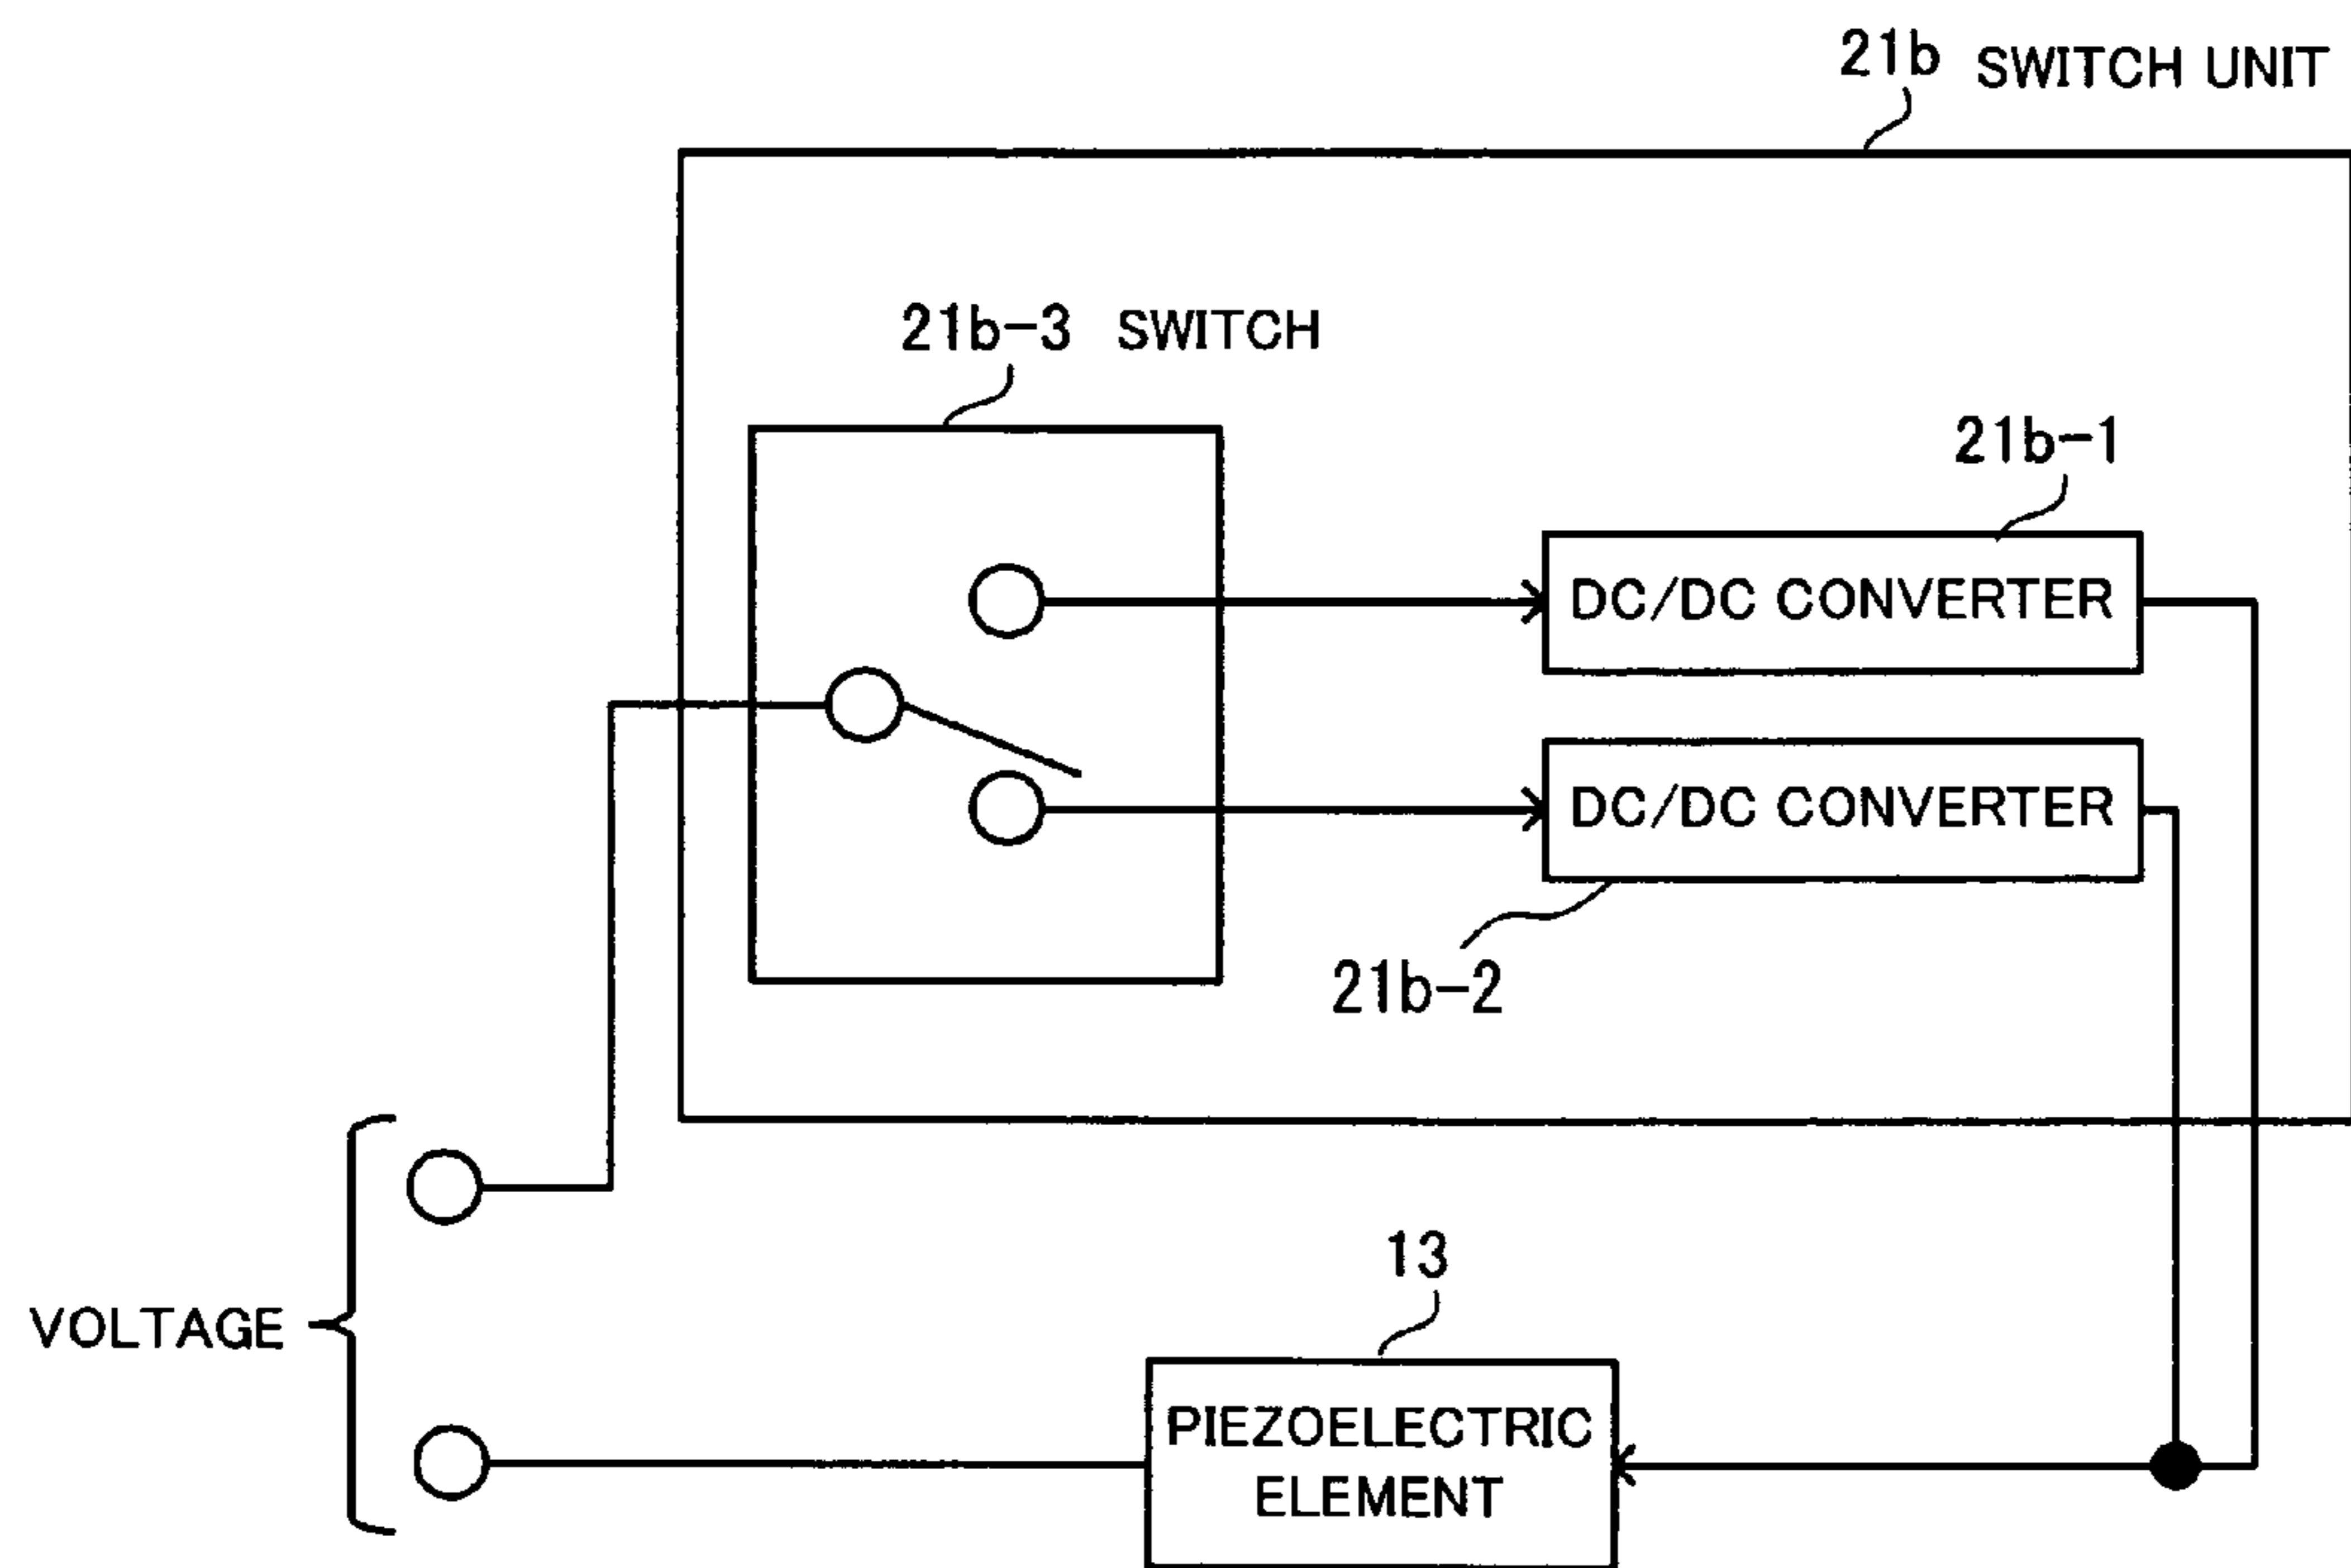 21b SWITCH UNIT
21b-3 SWITCH
21b-1
DC/DC CONVERTER
DC/DC CONVERTER
21b-2
13
VOLTAGE
PIEZOELECTRIC
ELEMENT